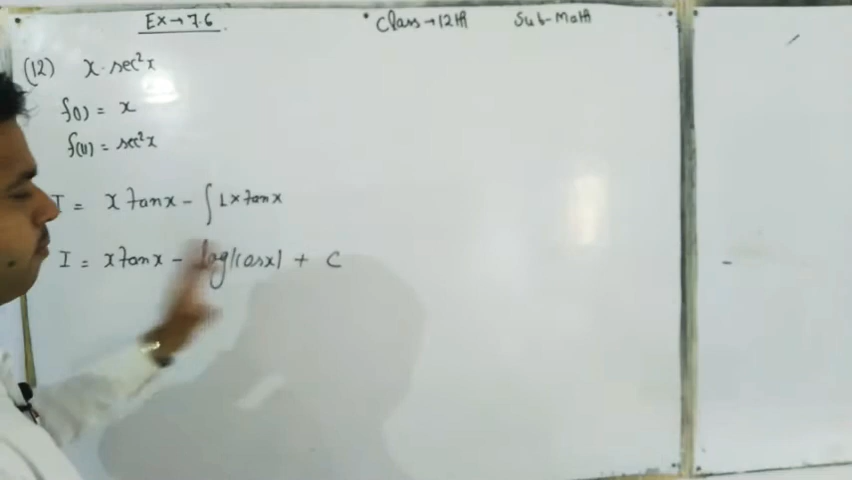 Ex→7.6
• Class→12th Sub-Math
(12) x·sec²x
f(I) = x
f(II) = sec²x
I = x tanx - ∫1×tanx
I = x tanx - log|cosx| + C